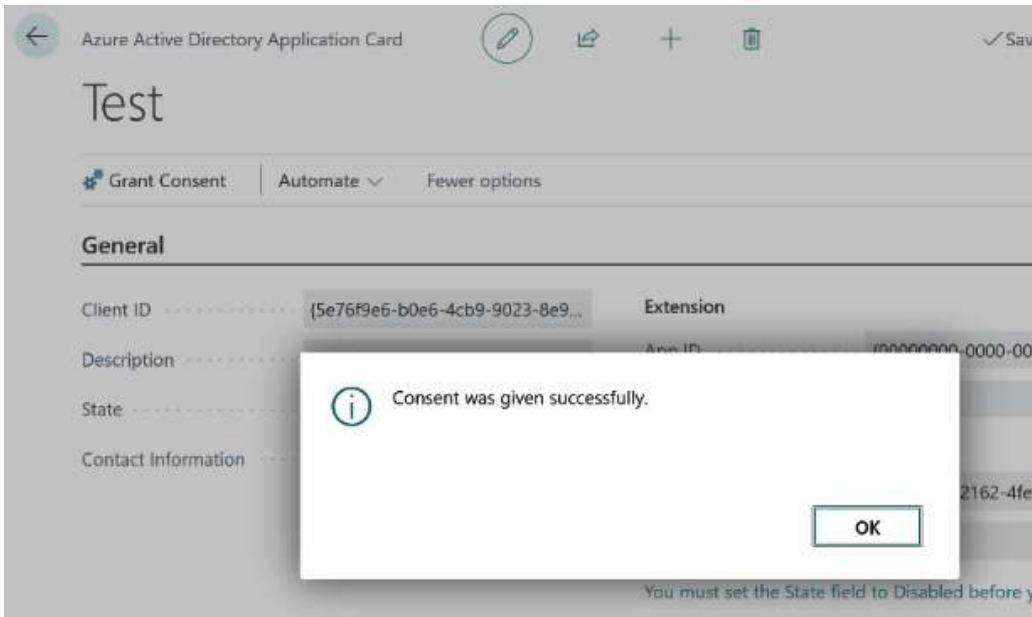 Azure Active Directory Application Card
Test
Grant Consent Automate Fewer options
General
Client ID {5e76f9e6-b0e6-4cb9-9023-8e9...
Extension
Description
State
Contact Information
Consent was given successfully.
2162-4fe
OK
You must set the State field to Disabled before